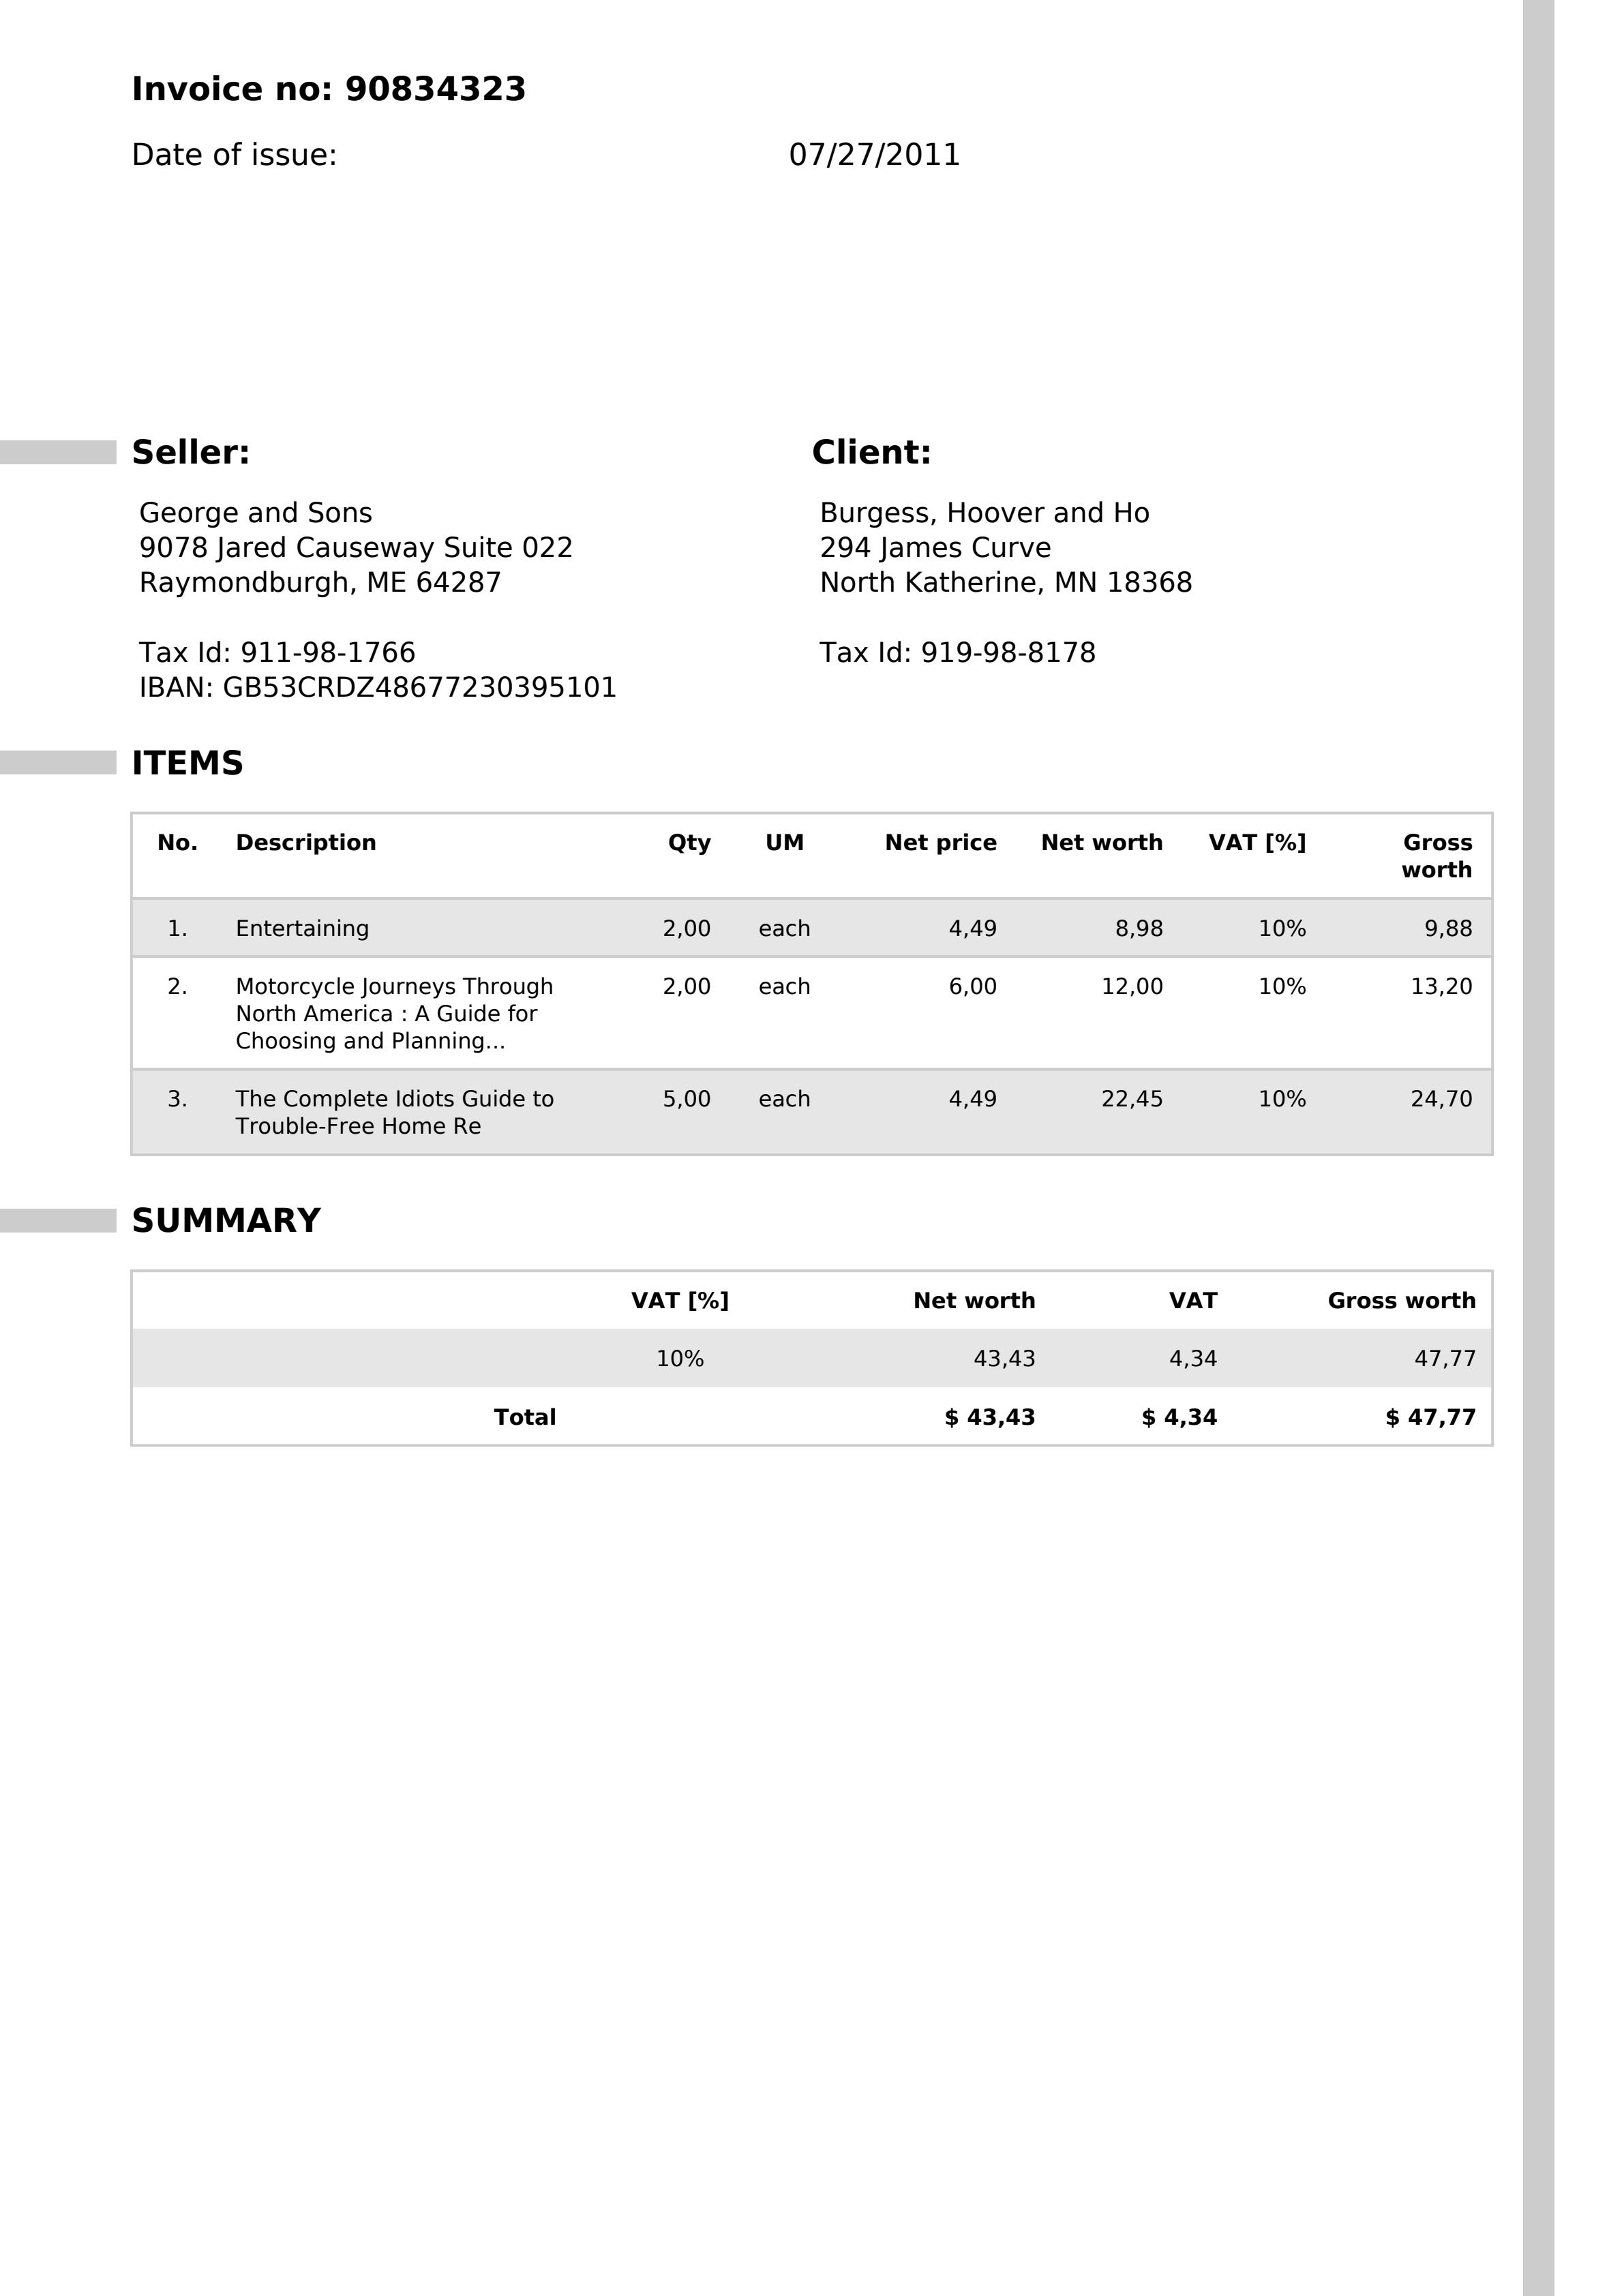 Invoice no: 90834323
Date of issue: 07/27/2011
Seller:
George and Sons
9078 Jared Causeway Suite 022
Raymondburgh, ME 64287
Tax Id: 911-98-1766
IBAN: GB53CRDZ48677230395101
Client:
Burgess, Hoover and Ho
294 James Curve
North Katherine, MN 18368
Tax Id: 919-98-8178
ITEMS
No. Description Qty UM Net price Net worth VAT [%] Gross
worth
1. Entertaining 2,00 each 4,49 8,98 10% 9,88
2. Motorcycle Journeys Through 2,00 each 6,00 12,00 10% 13,20
North America : A Guide for
Choosing and Planning...
3. The Complete Idiots Guide to 5,00 each 4,49 22,45 10% 24,70
Trouble-Free Home Re
SUMMARY
VAT [%] Net worth VAT Gross worth
10% 43,43 4,34 47,77
Total $ 43,43 $ 4,34 $ 47,77